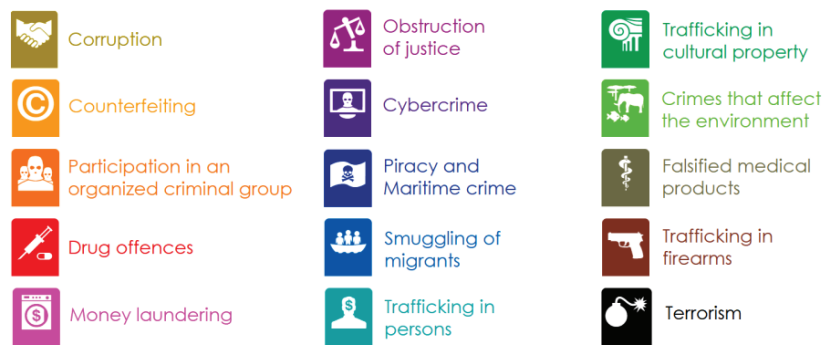 Corruption
Counterfeiting
Participation in an
organized criminal group
Drug offences
Money laundering
Obstruction
of justice
Cybercrime
Piracy and
Maritime crime
Smuggling of
migrants
Trafficking in
persons
Trafficking in
cultural property
Crimes that affect
the environment
Falsified medical
products
Trafficking in
firearms
Terrorism